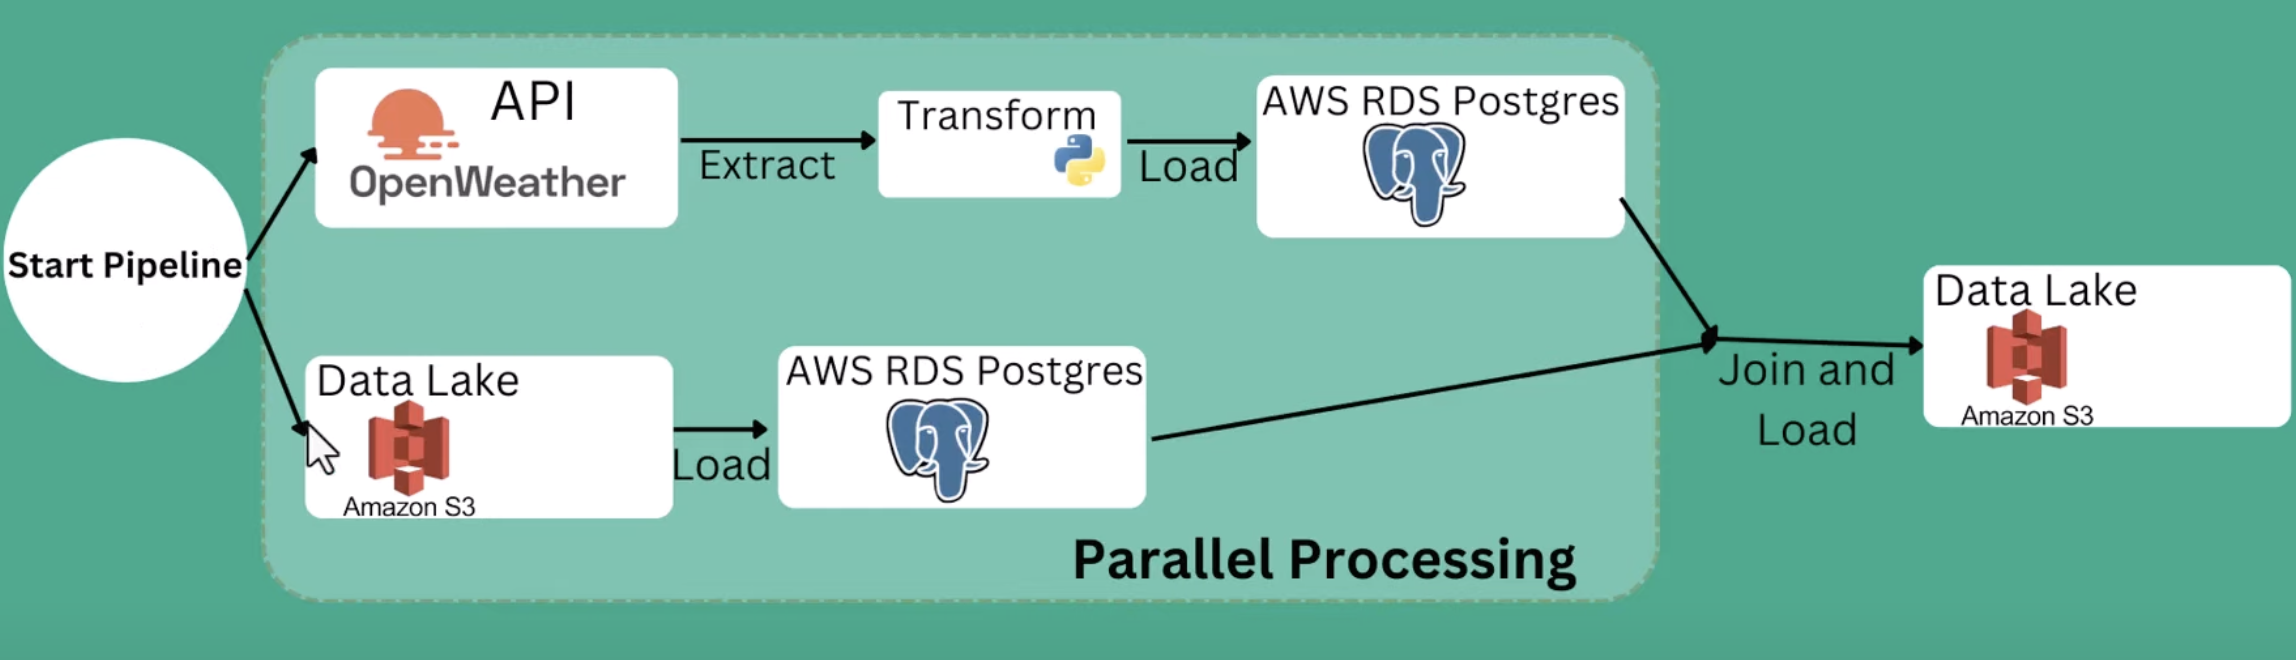 Start Pipeline
API
OpenWeather
Extract
Transform
Load
AWS RDS Postgres
Data Lake
Amazon S3
Load
AWS RDS Postgres
Parallel Processing
Join and
Load
Data Lake
Amazon S3